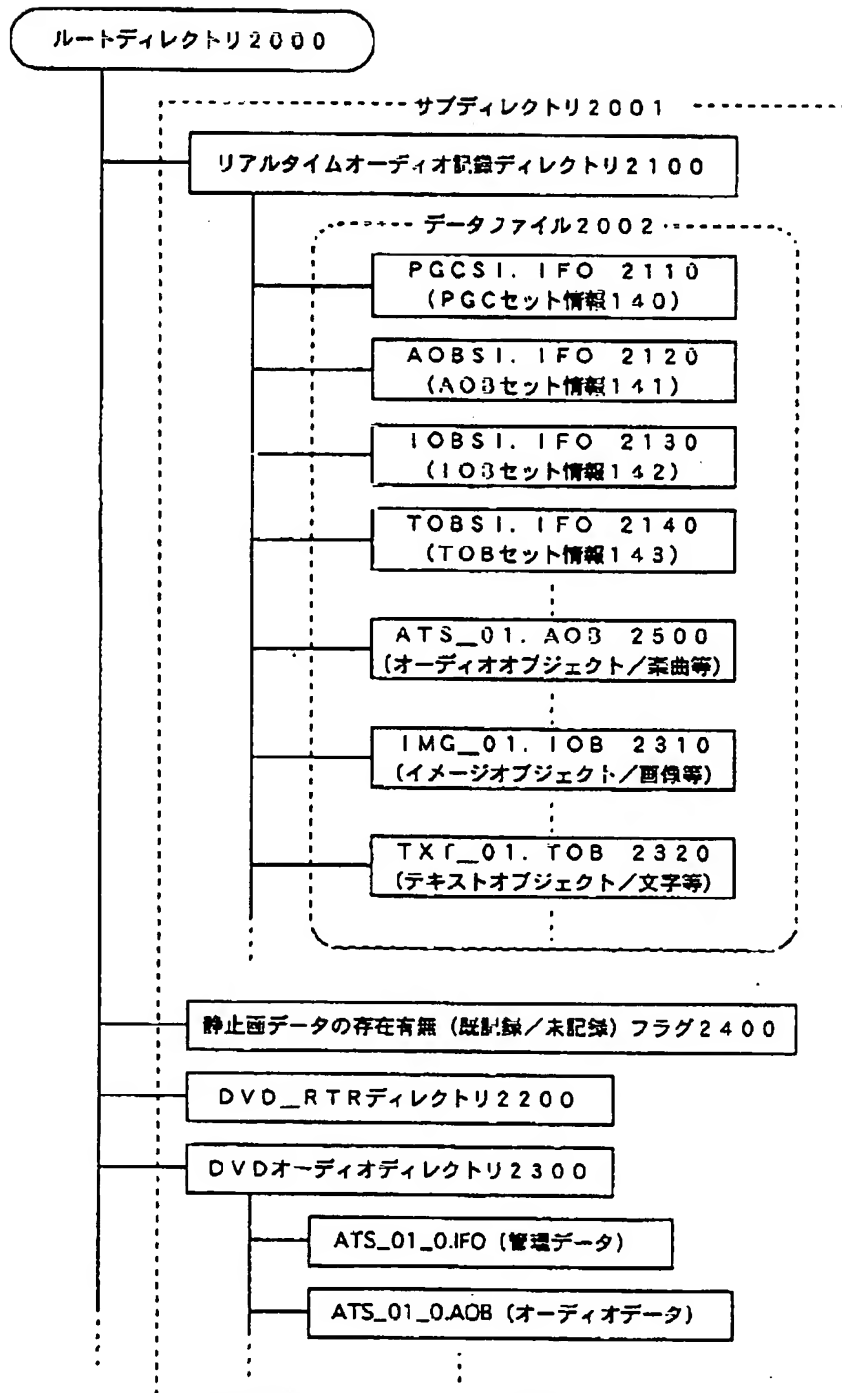 ルートディレクトリ2000
サブディレクトリ2001
リアルタイムオーディオ記録ディレクトリ2100
データファイル2002
PGCSI. IFO 2110
(PGCセット情報140)
AOBSI. IFO 2120
(AOBセット情報141)
IOBSI. IFO 2130
(IOBセット情報142)
TOBSI. IFO 2140
(TOBセット情報143)
ATS_01. AOB 2500
(オーディオオブジェクト/楽曲等)
IMG_01. IOB 2310
(イメージオブジェクト/画像等)
TXT_01. TOB 2320
(テキストオブジェクト/文字等)
静止画データの存在有無(既記録/未記録)フラグ2400
DVD_RTRディレクトリ2200
DVDオーディオディレクトリ2300
ATS_01_0.IFO(管理データ)
ATS_01_0.AOB(オーディオデータ)